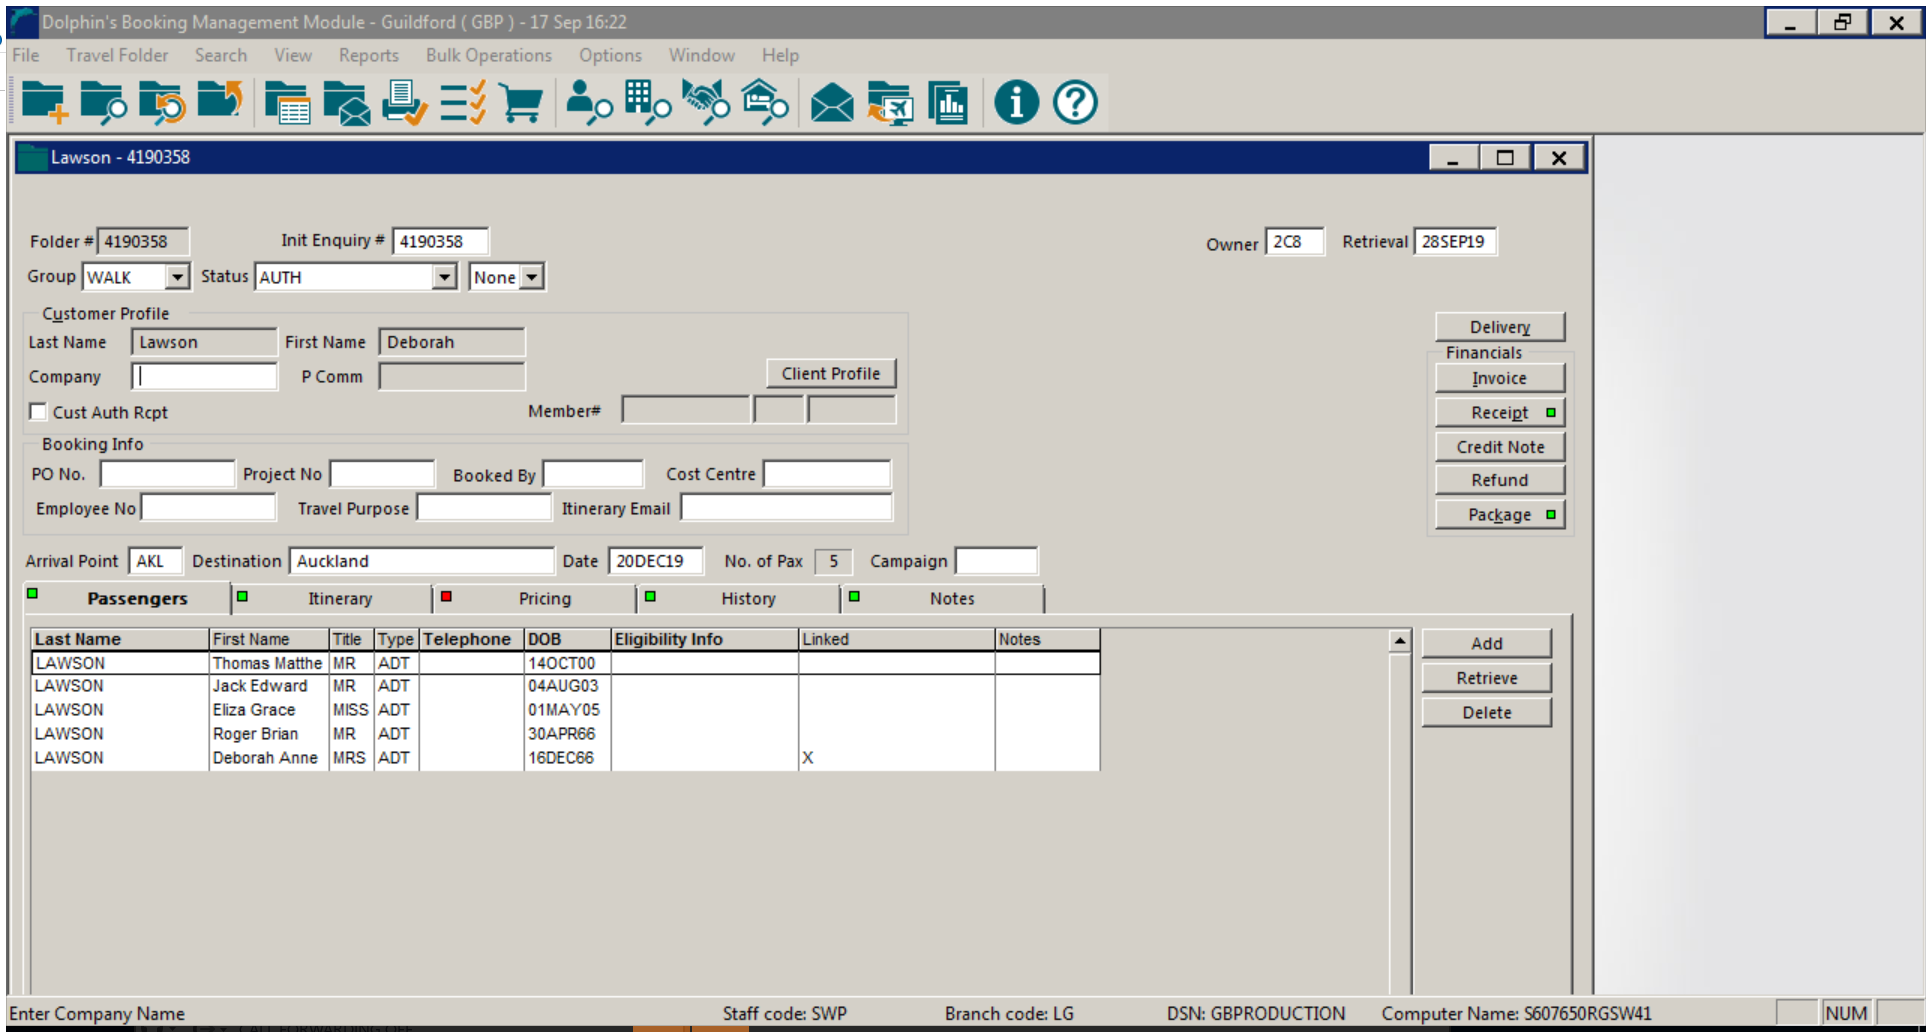 Dolphin's Booking Management Module - Guildford ( GBP ) - 17 Sep 16:22
File Travel Folder Search View Reports Bulk Operations Options Window Help
Lawson - 4190358
Folder # 4190358 Init Enquiry # 4190358 Owner 2C8 Retrieval 28SEP19
Group WALK Status AUTH None
Customer Profile
Last Name Lawson First Name Deborah
Company P Comm Client Profile
Cust Auth Rcpt Member#
Booking Info
PO No. Project No Booked By Cost Centre
Employee No Travel Purpose Itinerary Email
Delivery
Financials
Invoice
Receipt
Credit Note
Refund
Package
Arrival Point AKL Destination Auckland Date 20DEC19 No. of Pax 5 Campaign
Passengers Itinerary Pricing History Notes
Last Name First Name Title Type Telephone DOB Eligibility Info Linked Notes
LAWSON Thomas Matthe MR ADT 14OCT00
LAWSON Jack Edward MR ADT 04AUG03
LAWSON Eliza Grace MISS ADT 01MAY05
LAWSON Roger Brian MR ADT 30APR66
LAWSON Deborah Anne MRS ADT 16DEC66 X
Add
Retrieve
Delete
Enter Company Name Staff code: SWP Branch code: LG DSN: GBPRODUCTION Computer Name: S607650RGSW41 NUM
CALL FORWARDING OFF